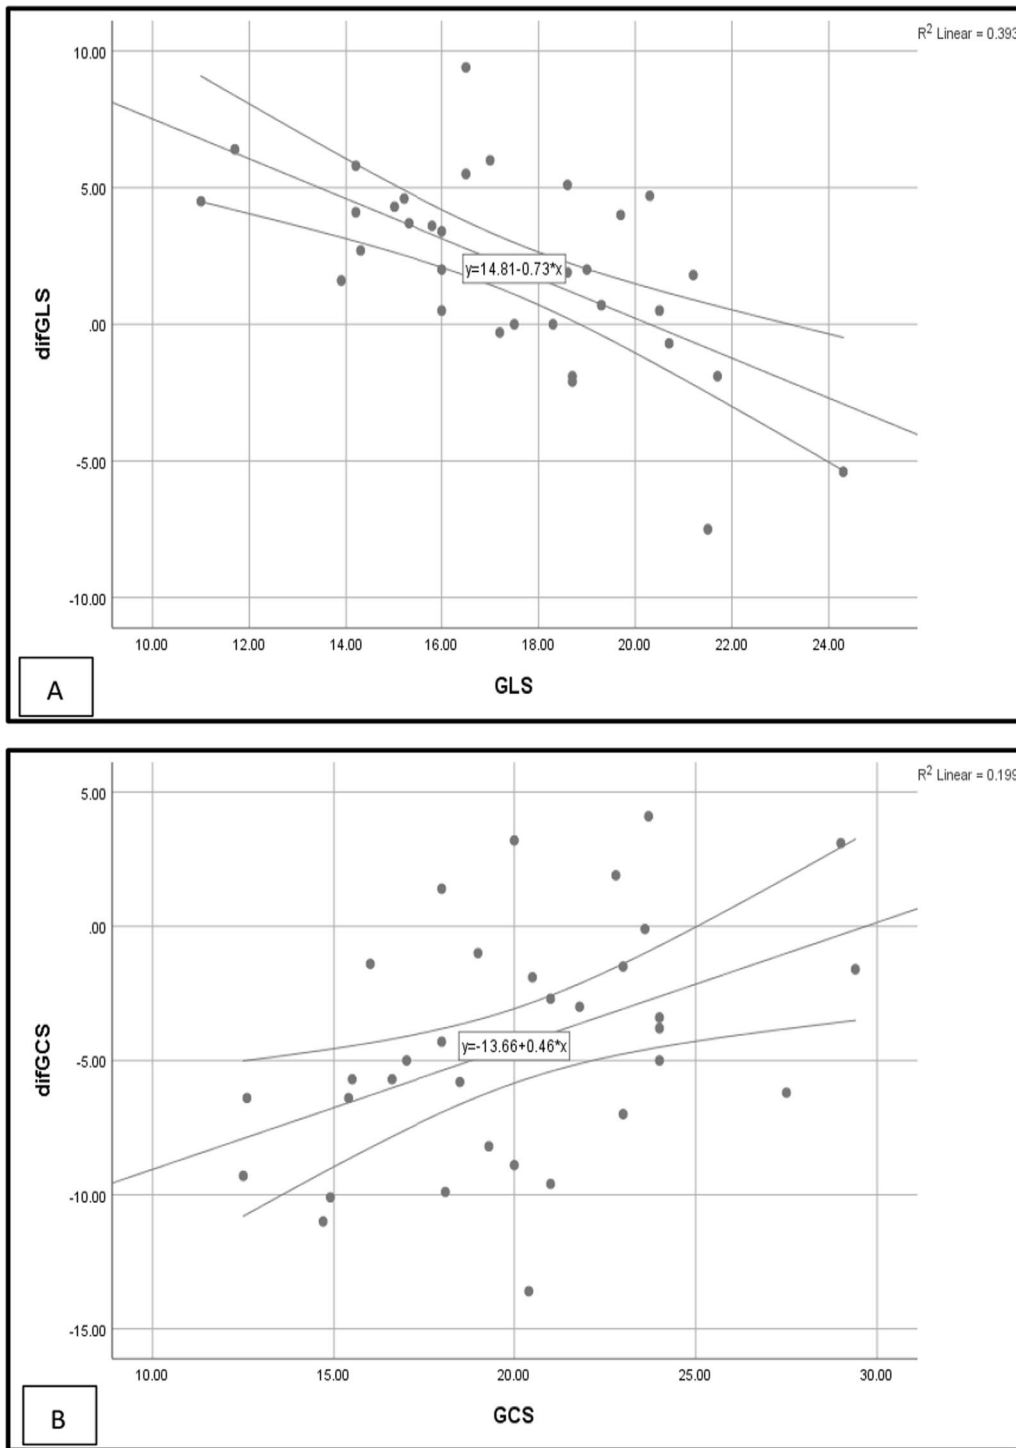 R² Linear = 0.393
10.00
5.00
.00
-5.00
-10.00
difGLS
y=14.81-0.73*x
10.00 12.00 14.00 16.00 18.00 20.00 22.00 24.00
GLS
A
R² Linear = 0.199
5.00
.00
-5.00
-10.00
-15.00
difGCS
y=-13.66+0.46*x
10.00 15.00 20.00 25.00 30.00
GCS
B